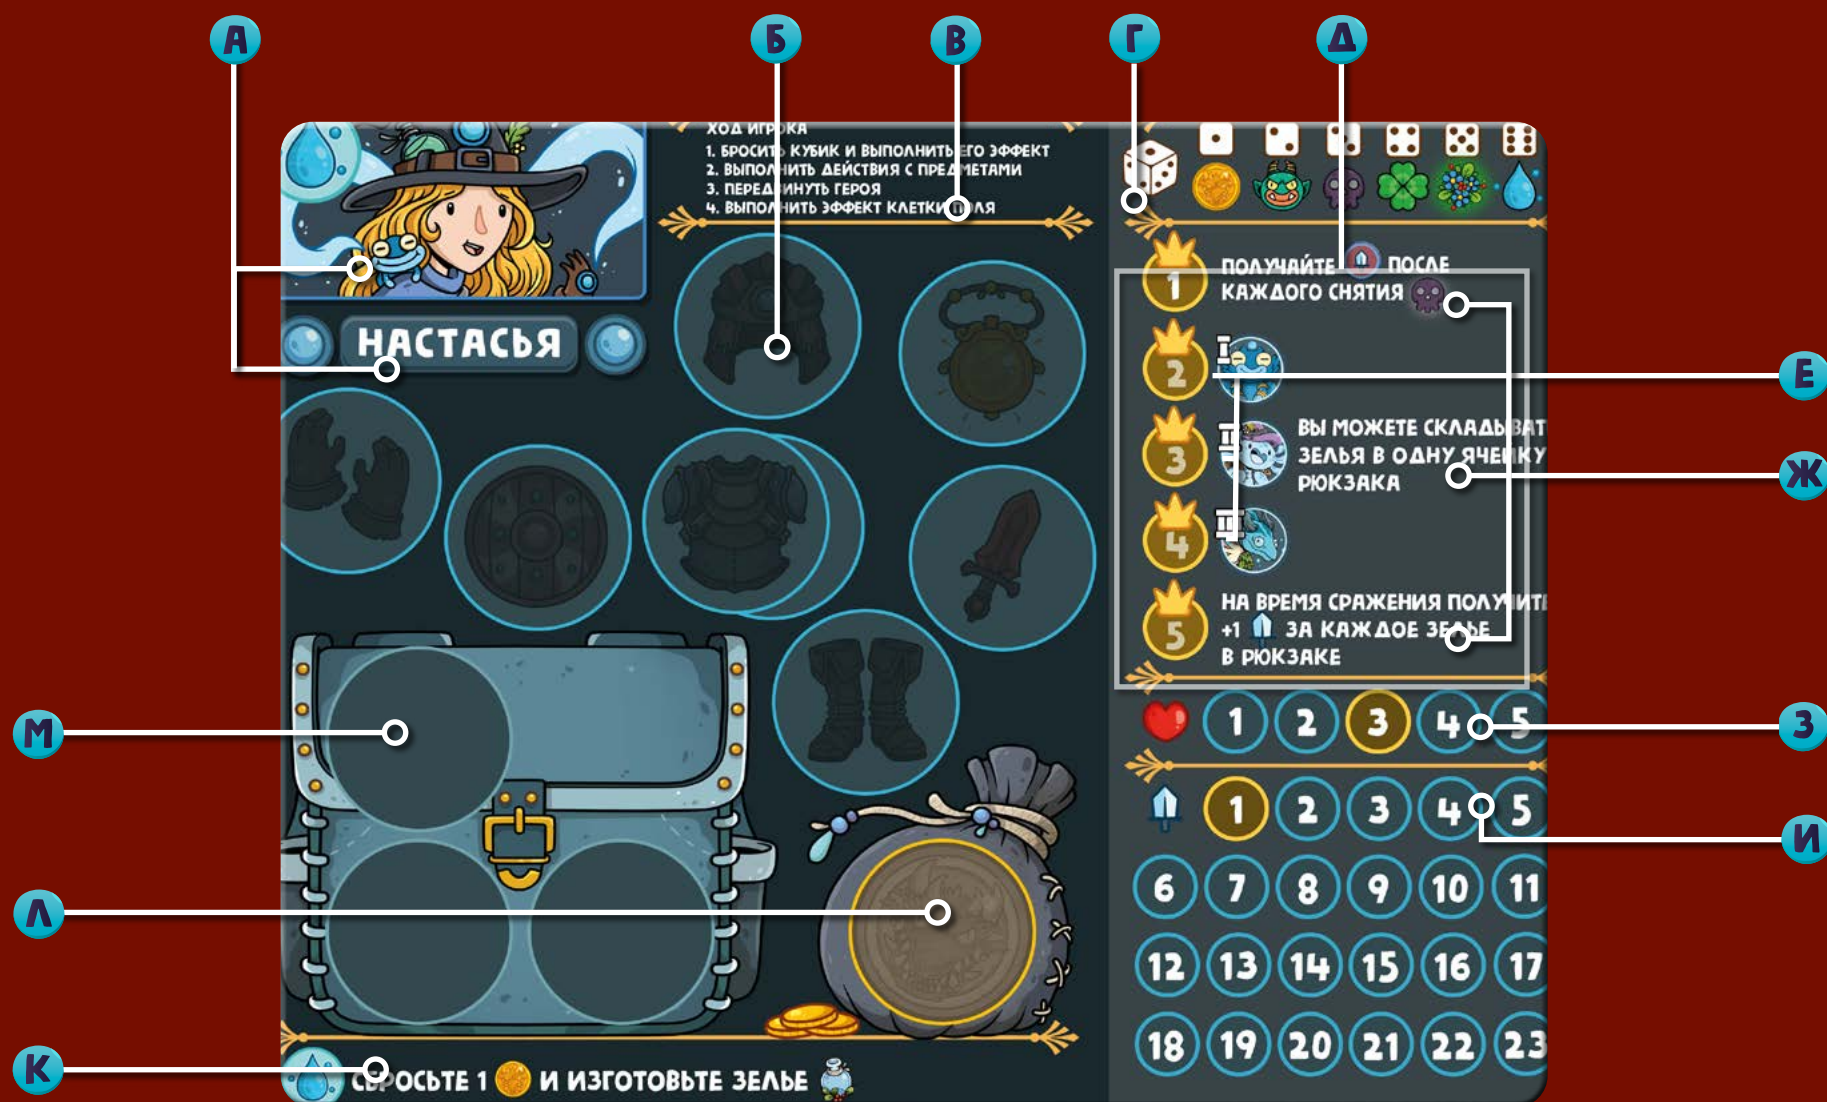 А
Б
В
Г
Д
ХОД ИГРОКА
1. БРОСИТЬ КУБИК И ВЫПОЛНИТЬ ЕГО ЭФФЕКТ
2. ВЫПОЛНИТЬ ДЕЙСТВИЯ С ПРЕДМЕТАМИ
3. ПЕРЕДВИНУТЬ ГЕРОЯ
4. ВЫПОЛНИТЬ ЭФФЕКТ КЛЕТКИ ПОЛЯ
НАСТАСЬЯ
1 ПОЛУЧАЙТЕ ПОСЛЕ
КАЖДОГО СНЯТИЯ
2 I
Е
3 II ВЫ МОЖЕТЕ СКЛАДЫВАТ
ЗЕЛЬЯ В ОДНУ ЯЧЕЙКУ
РЮКЗАКА
Ж
4 III
5 НА ВРЕМЯ СРАЖЕНИЯ ПОЛУЧИТЕ
+1 ЗА КАЖДОЕ ЗЕЛЬЕ
В РЮКЗАКЕ
1 2 3 4 5
З
М
1 2 3 4 5
И
6 7 8 9 10 11
Л
12 13 14 15 16 17
18 19 20 21 22 23
К
СБРОСЬТЕ 1 И ИЗГОТОВЬТЕ ЗЕЛЬЕ